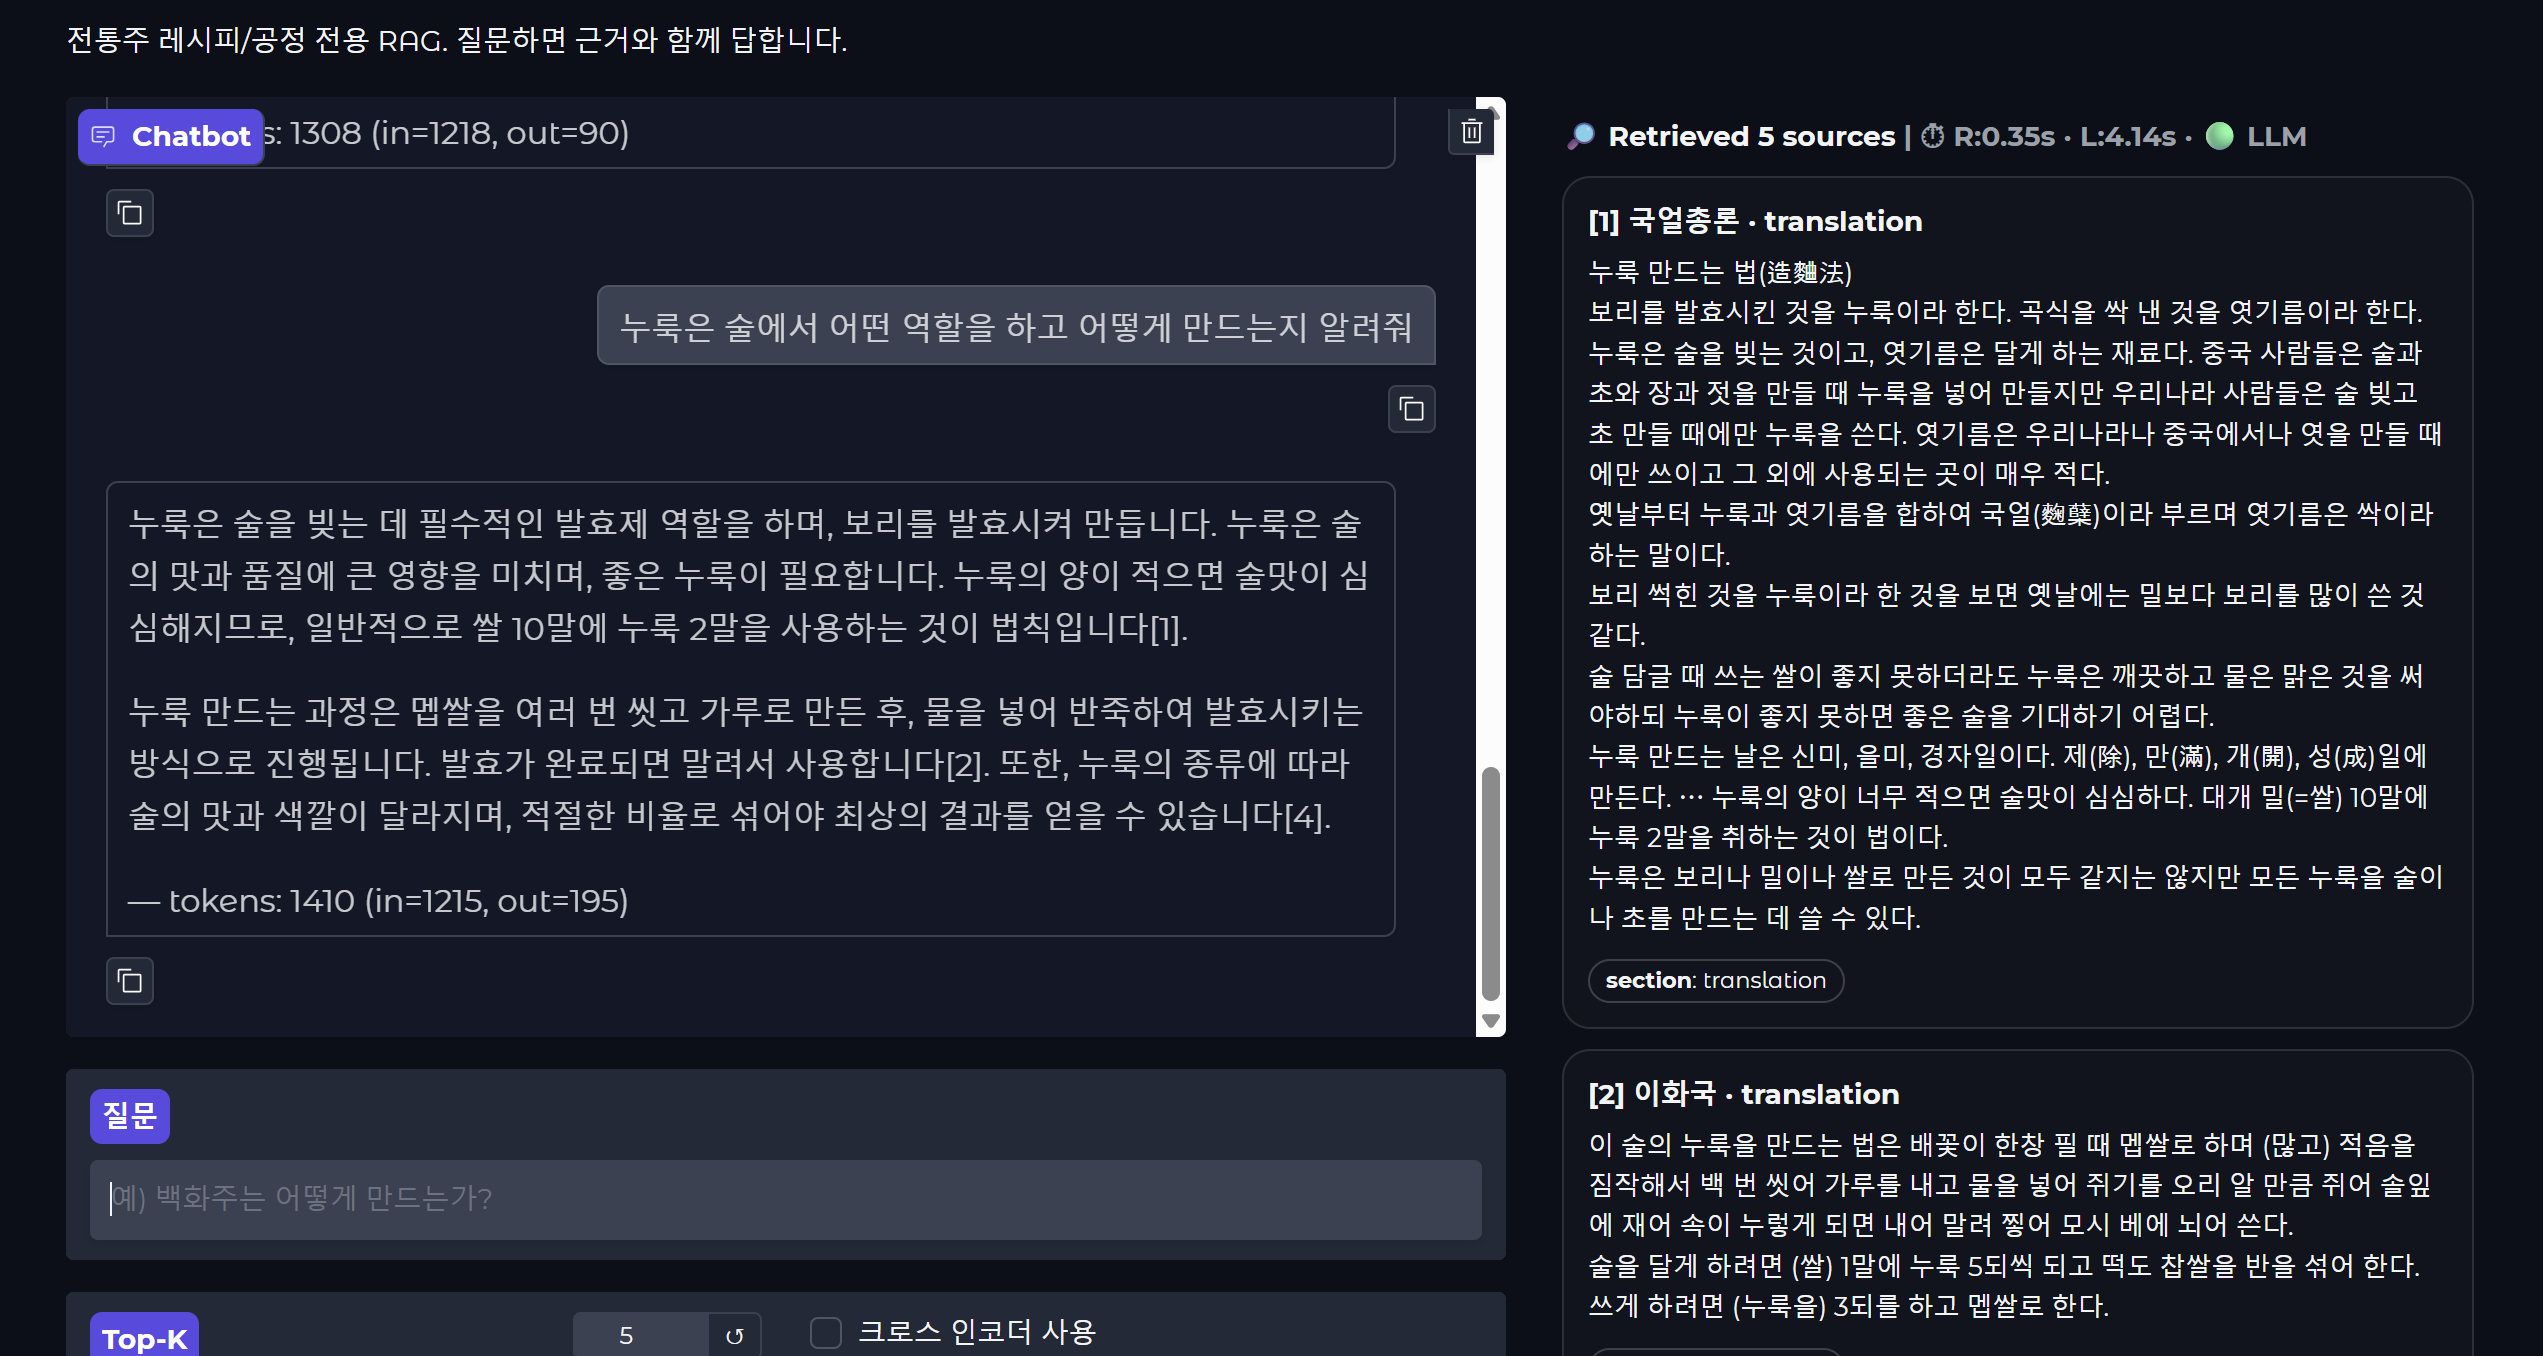 전통주 레시피/공정 전용 RAG. 질문하면 근거와 함께 답합니다.
Chatbot
s: 1308 (in=1218, out=90)
누룩은 술에서 어떤 역할을 하고 어떻게 만드는지 알려줘
누룩은 술을 빚는 데 필수적인 발효제 역할을 하며, 보리를 발효시켜 만듭니다. 누룩은 술
의 맛과 품질에 큰 영향을 미치며, 좋은 누룩이 필요합니다. 누룩의 양이 적으면 술맛이 심
심해지므로, 일반적으로 쌀 10말에 누룩 2말을 사용하는 것이 법칙입니다[1].
누룩 만드는 과정은 멥쌀을 여러 번 씻고 가루로 만든 후, 물을 넣어 반죽하여 발효시키는
방식으로 진행됩니다. 발효가 완료되면 말려서 사용합니다[2]. 또한, 누룩의 종류에 따라
술의 맛과 색깔이 달라지며, 적절한 비율로 섞어야 최상의 결과를 얻을 수 있습니다[4].
— tokens: 1410 (in=1215, out=195)
질문
예) 백화주는 어떻게 만드는가?
Top-K
5
크로스 인코더 사용
Retrieved 5 sources | R:0.35s · L:4.14s · LLM
[1] 국얼총론 · translation
누룩 만드는 법(造麯法)
보리를 발효시킨 것을 누룩이라 한다. 곡식을 싹 낸 것을 엿기름이라 한다.
누룩은 술을 빚는 것이고, 엿기름은 달게 하는 재료다. 중국 사람들은 술과
초와 장과 젓을 만들 때 누룩을 넣어 만들지만 우리나라 사람들은 술 빚고
초 만들 때에만 누룩을 쓴다. 엿기름은 우리나라나 중국에서나 엿을 만들 때
에만 쓰이고 그 외에 사용되는 곳이 매우 적다.
옛날부터 누룩과 엿기름을 합하여 국얼(麴蘖)이라 부르며 엿기름은 싹이라
하는 말이다.
보리 썩힌 것을 누룩이라 한 것을 보면 옛날에는 밀보다 보리를 많이 쓴 것
같다.
술 담글 때 쓰는 쌀이 좋지 못하더라도 누룩은 깨끗하고 물은 맑은 것을 써
야하되 누룩이 좋지 못하면 좋은 술을 기대하기 어렵다.
누룩 만드는 날은 신미, 을미, 경자일이다. 제(除), 만(滿), 개(開), 성(成)일에
만든다. … 누룩의 양이 너무 적으면 술맛이 심심하다. 대개 밀(=쌀) 10말에
누룩 2말을 취하는 것이 법이다.
누룩은 보리나 밀이나 쌀로 만든 것이 모두 같지는 않지만 모든 누룩을 술이
나 초를 만드는 데 쓸 수 있다.
section: translation
[2] 이화국 · translation
이 술의 누룩을 만드는 법은 배꽃이 한창 필 때 멥쌀로 하며 (많고) 적음을
짐작해서 백 번 씻어 가루를 내고 물을 넣어 쥐기를 오리 알 만큼 쥐어 솔잎
에 재어 속이 누렇게 되면 내어 말려 찧어 모시 베에 뇌어 쓴다.
술을 달게 하려면 (쌀) 1말에 누룩 5되씩 되고 떡도 찹쌀을 반을 섞어 한다.
쓰게 하려면 (누룩을) 3되를 하고 멥쌀로 한다.